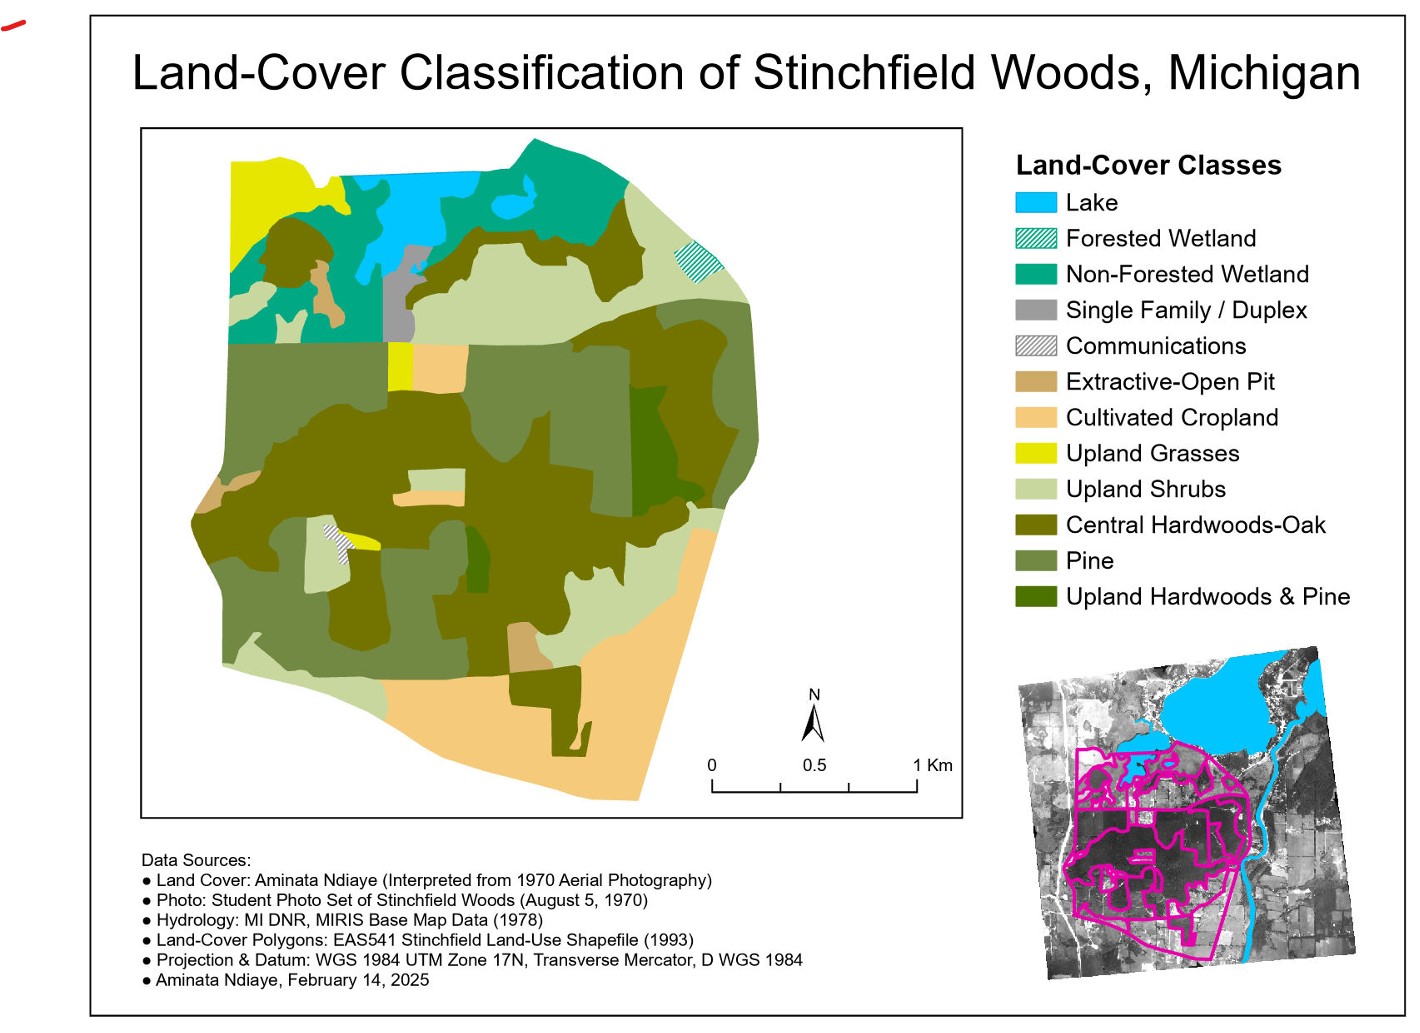 Land-Cover Classification of Stinchfield Woods, Michigan
Land-Cover Classes
Lake
Forested Wetland
Non-Forested Wetland
Single Family / Duplex
Communications
Extractive-Open Pit
Cultivated Cropland
Upland Grasses
Upland Shrubs
Central Hardwoods-Oak
Pine
Upland Hardwoods & Pine
N
0 0.5 1 Km
Data Sources:
● Land Cover: Aminata Ndiaye (Interpreted from 1970 Aerial Photography)
● Photo: Student Photo Set of Stinchfield Woods (August 5, 1970)
● Hydrology: MI DNR, MIRIS Base Map Data (1978)
● Land-Cover Polygons: EAS541 Stinchfield Land-Use Shapefile (1993)
● Projection & Datum: WGS 1984 UTM Zone 17N, Transverse Mercator, D WGS 1984
● Aminata Ndiaye, February 14, 2025